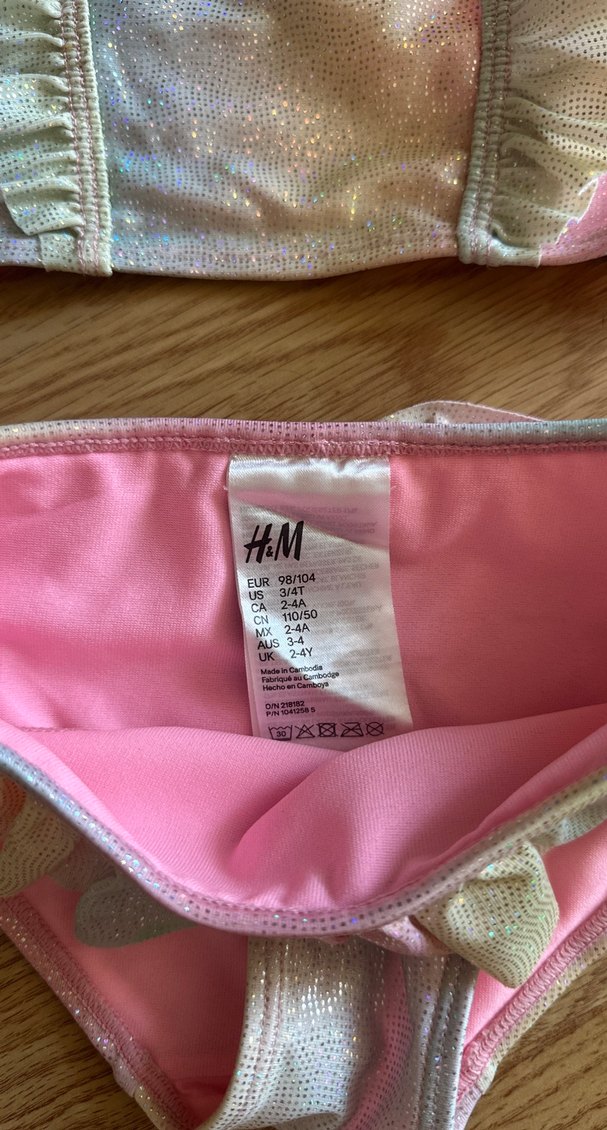 H&M
EUR 98/104
US 3/4T
CA 2-4A
CN 110/50
MX 2-4A
AUS 3-4
UK 2-4Y
Made in Cambodia
Fabriqué au Cambodge
Hecho en Camboya
O/N 218182
P/N 1041258 5
30